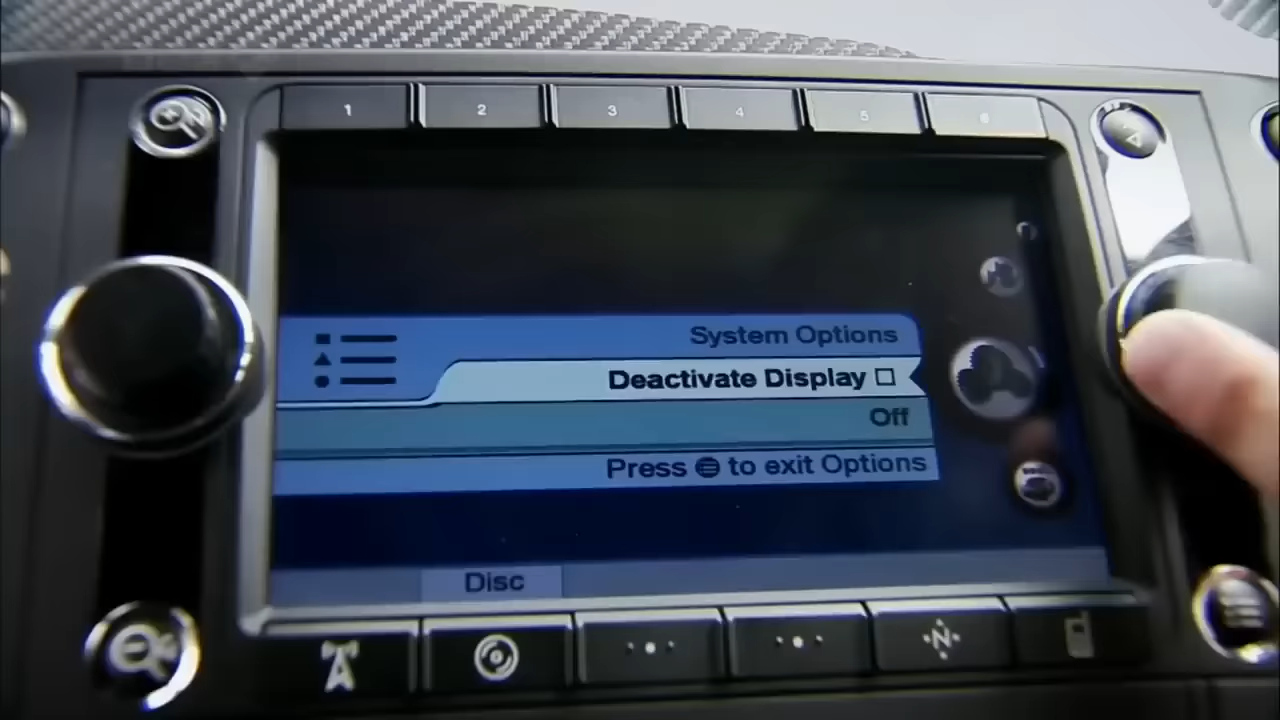 1 2 3 4 5 6
System Options
Deactivate Display
Off
Press to exit Options
Disc
N